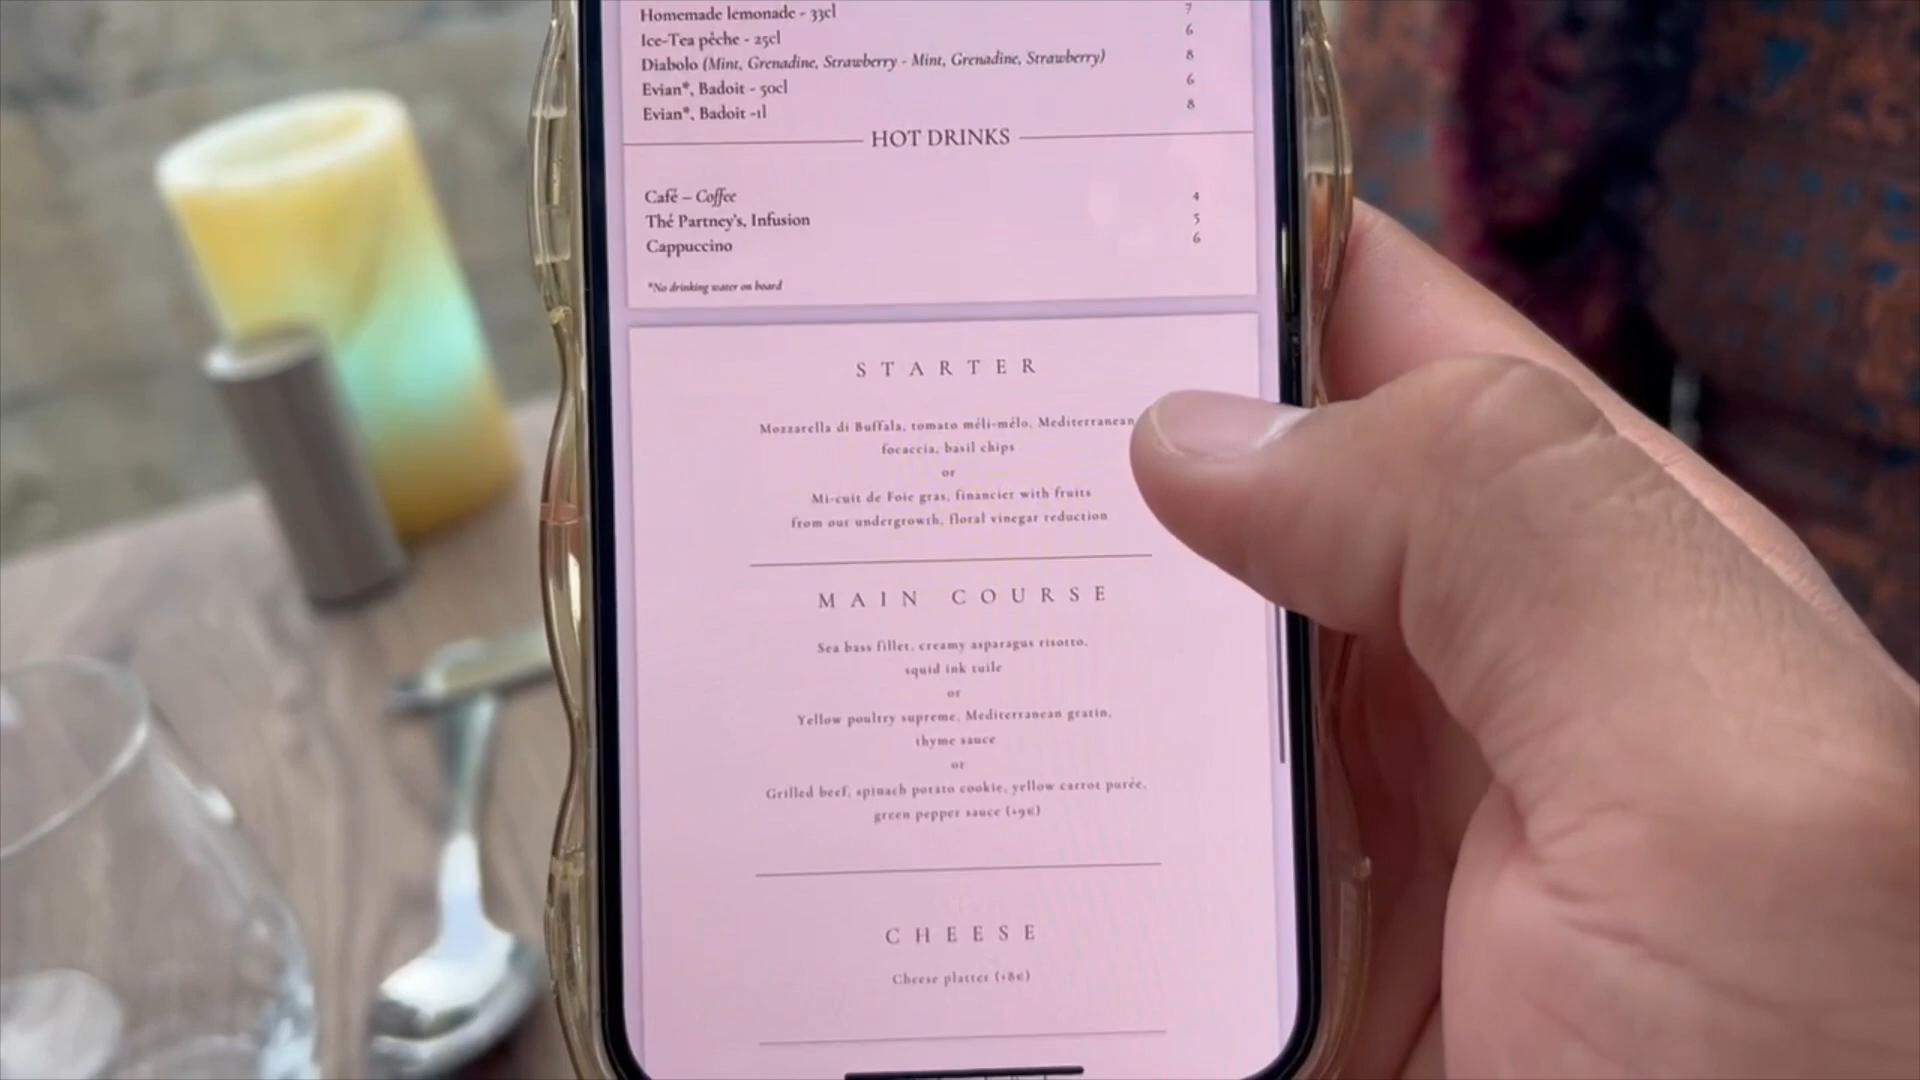 Homemade lemonade - 33cl 7
Ice-Tea pêche - 25cl 6
Diabolo (Mint, Grenadine, Strawberry - Mint, Grenadine, Strawberry) 8
Evian*, Badoit - 50cl 6
Evian*, Badoit -1l 8
HOT DRINKS
Café – Coffee 4
Thé Partney's, Infusion 5
Cappuccino 6
*No drinking water on board
STARTER
Mozzarella di Buffala, tomato méli-mélo, Mediterranean
focaccia, basil chips
or
Mi-cuit de Foie gras, financier with fruits
from our undergrowth, floral vinegar reduction
MAIN COURSE
Sea bass fillet, creamy asparagus risotto,
squid ink tuile
or
Yellow poultry supreme, Mediterranean gratin,
thyme sauce
or
Grilled beef, spinach potato cookie, yellow carrot purée,
green pepper sauce (+9€)
CHEESE
Cheese platter (+8€)